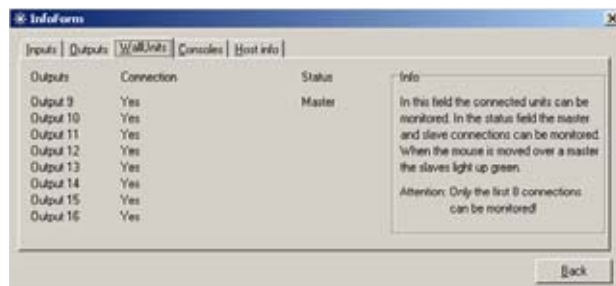 InfoForm
Inputs Outputs WallUnits Consoles Host info
Outputs Connection Status
Output 9 Yes Master
Output 10 Yes
Output 11 Yes
Output 12 Yes
Output 13 Yes
Output 14 Yes
Output 15 Yes
Output 16 Yes
Info
In this field the connected units can be
monitored. In the status field the master
and slave connections can be monitored
When the mouse is moved over a master
the slaves light up green.
Attention: Only the first 8 connections
can be monitored!
Back